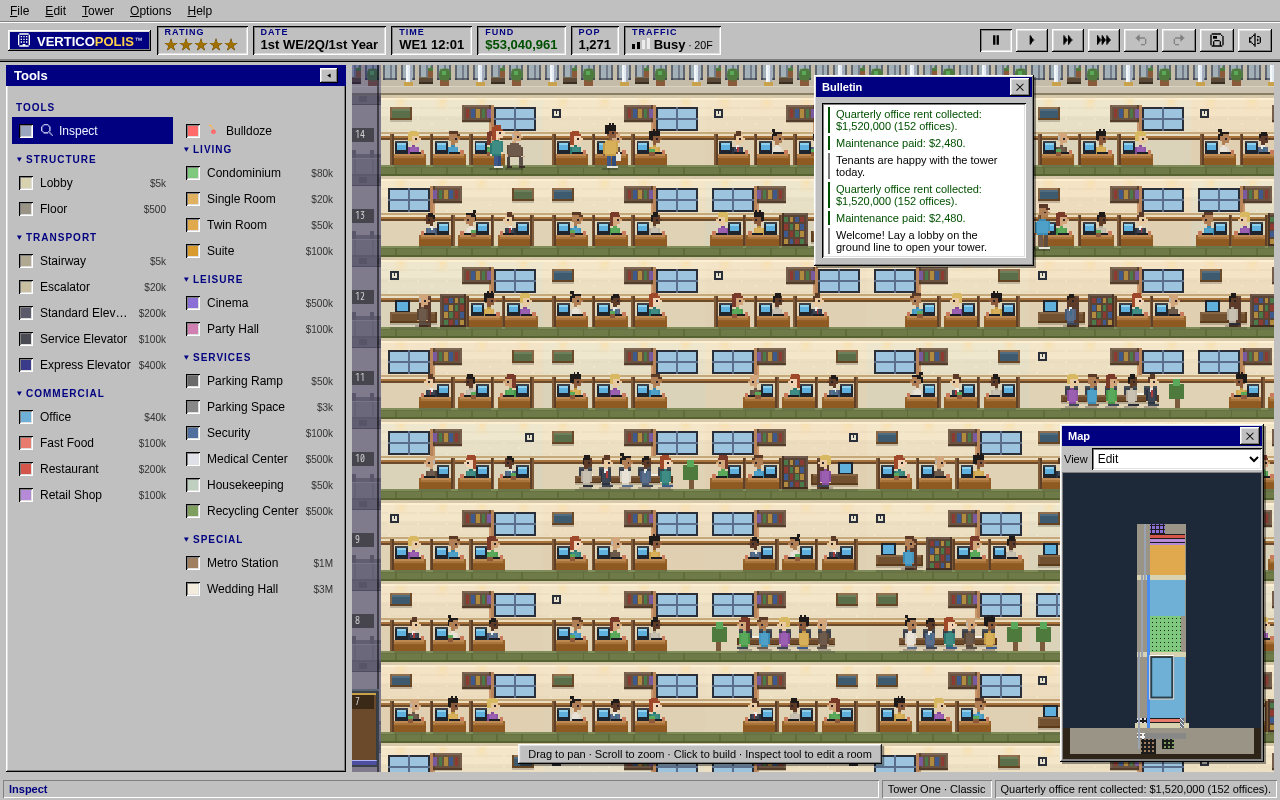 File Edit Tower Options Help
VERTICOPOLIS™
RATING
DATE
1st WE/2Q/1st Year
TIME
WE1 12:01
FUND
$53,040,961
POP
1,271
TRAFFIC
Busy · 20F
Tools
TOOLS
Inspect
Bulldoze
STRUCTURE
Lobby $5k
Floor $500
TRANSPORT
Stairway $5k
Escalator $20k
Standard Elev… $200k
Service Elevator $100k
Express Elevator $400k
COMMERCIAL
Office $40k
Fast Food $100k
Restaurant $200k
Retail Shop $100k
LIVING
Condominium $80k
Single Room $20k
Twin Room $50k
Suite $100k
LEISURE
Cinema $500k
Party Hall $100k
SERVICES
Parking Ramp $50k
Parking Space $3k
Security $100k
Medical Center $500k
Housekeeping $50k
Recycling Center $500k
SPECIAL
Metro Station $1M
Wedding Hall $3M
14
13
12
11
10
9
8
7
Bulletin
Quarterly office rent collected:
$1,520,000 (152 offices).
Maintenance paid: $2,480.
Tenants are happy with the tower
today.
Quarterly office rent collected:
$1,520,000 (152 offices).
Maintenance paid: $2,480.
Welcome! Lay a lobby on the
ground line to open your tower.
Map
View Edit
Drag to pan · Scroll to zoom · Click to build · Inspect tool to edit a room
Inspect
Tower One · Classic
Quarterly office rent collected: $1,520,000 (152 offices).